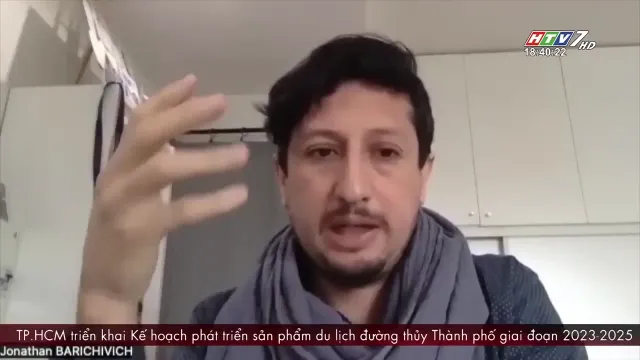 HTV7HD
18:40:22
TP.HCM triển khai Kế hoạch phát triển sản phẩm du lịch đường thủy Thành phố giai đoạn 2023-2025
Jonathan BARICHIVICH